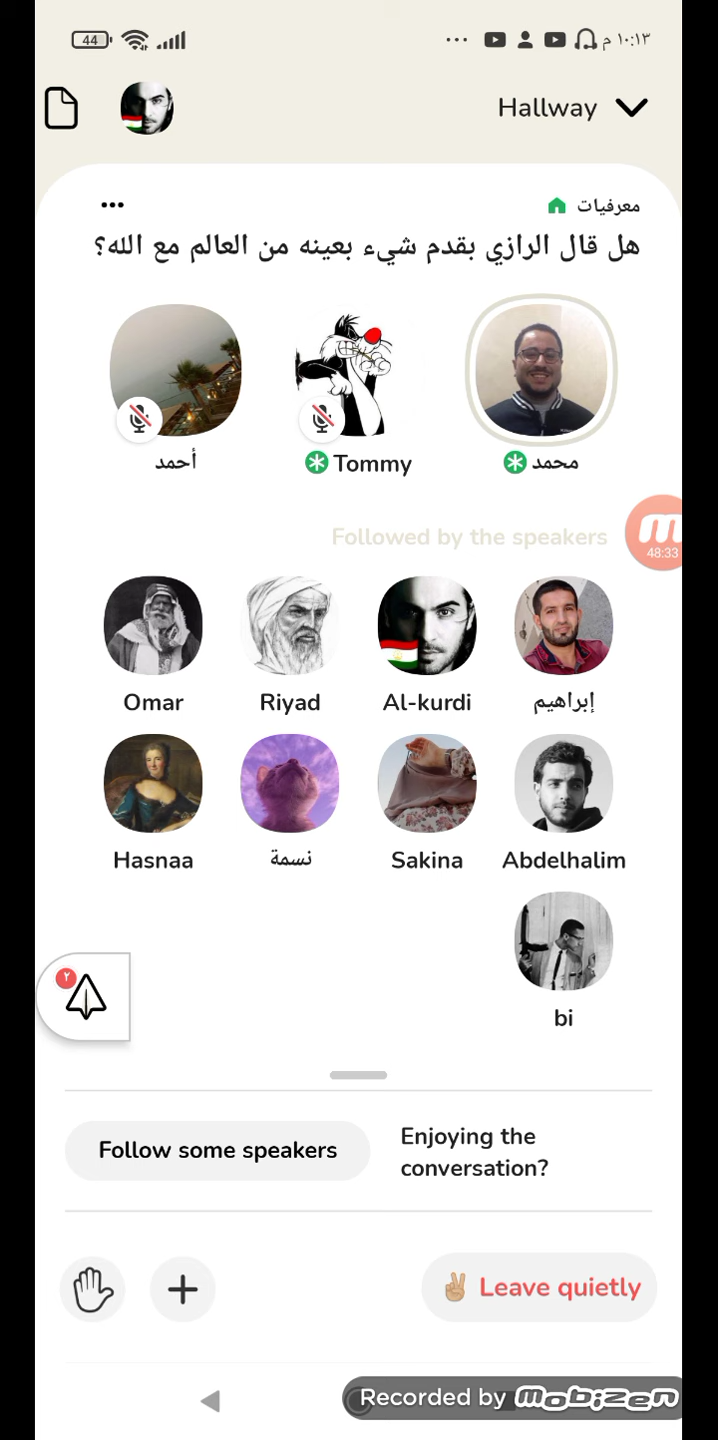 44
١٠:١٣ م
Hallway
معرفيات
هل قال الرازي بقدم شيء بعينه من العالم مع الله؟
محمد
Tommy
أحمد
Followed by the speakers
48:33
إبراهيم
Al-kurdi
Riyad
Omar
Abdelhalim
Sakina
نسمة
Hasnaa
bi
٢
Follow some speakers
Enjoying the
conversation?
✌🏼 Leave quietly
Recorded by mobizen